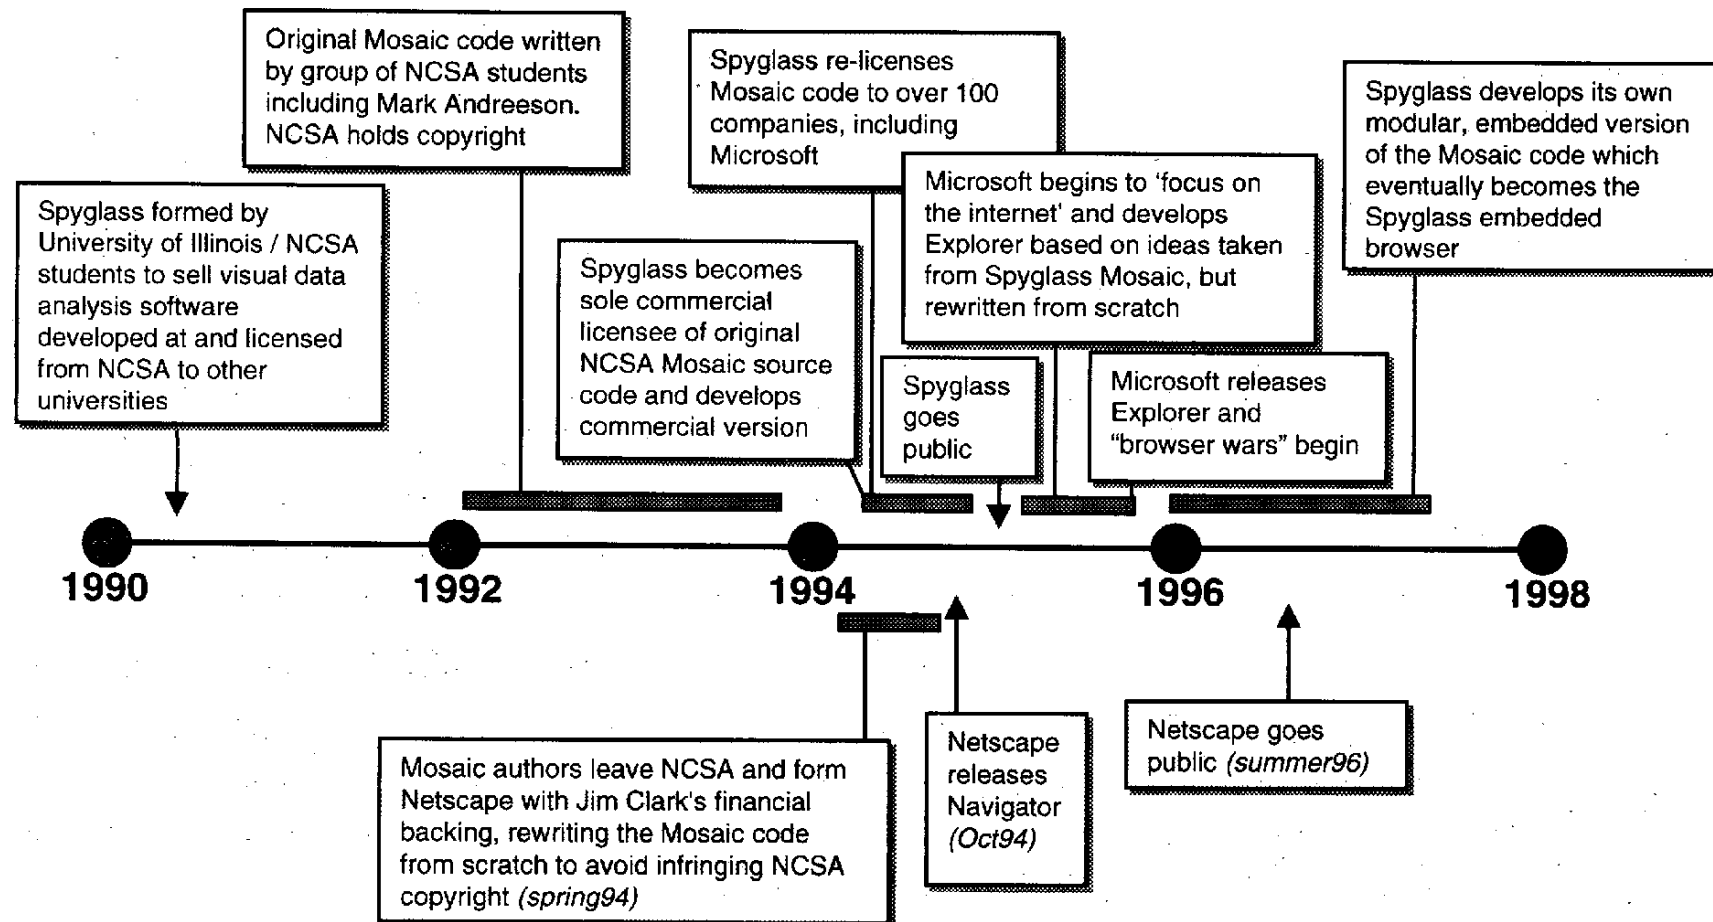 Original Mosaic code written
by group of NCSA students
including Mark Andreeson.
NCSA holds copyright
Spyglass re-licenses
Mosaic code to over 100
companies, including
Microsoft
Spyglass develops its own
modular, embedded version
of the Mosaic code which
eventually becomes the
Spyglass embedded
browser
Spyglass formed by
University of Illinois / NCSA
students to sell visual data
analysis software
developed at and licensed
from NCSA to other
universities
Spyglass becomes
sole commercial
licensee of original
NCSA Mosaic source
code and develops
commercial version
Microsoft begins to 'focus on
the internet' and develops
Explorer based on ideas taken
from Spyglass Mosaic, but
rewritten from scratch
Spyglass
goes
public
Microsoft releases
Explorer and
"browser wars" begin
1990
1992
1994
1996
1998
Mosaic authors leave NCSA and form
Netscape with Jim Clark's financial
backing, rewriting the Mosaic code
from scratch to avoid infringing NCSA
copyright (spring94)
Netscape
releases
Navigator
(Oct94)
Netscape goes
public (summer96)